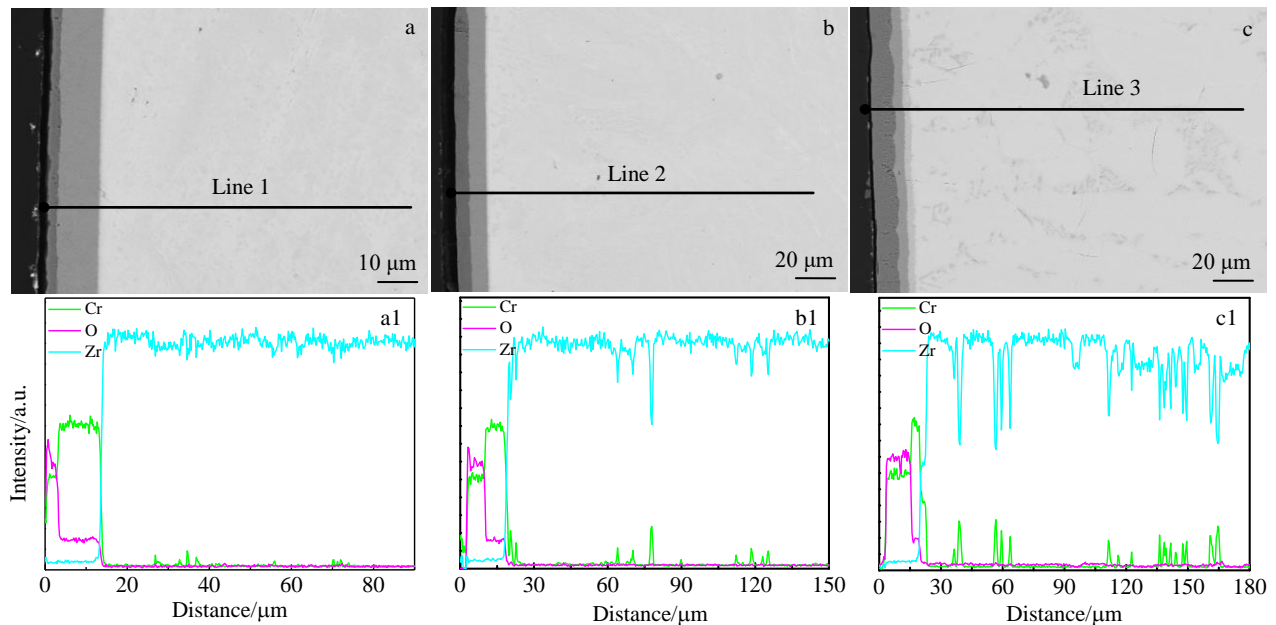 a
Line 1
10 μm
b
Line 2
20 μm
c
Line 3
20 μm
Intensity/a.u.
Cr
O
Zr
a1
0 20 40 60 80
Distance/μm
Cr
O
Zr
b1
0 30 60 90 120 150
Distance/μm
Cr
O
Zr
c1
0 30 60 90 120 150 180
Distance/μm